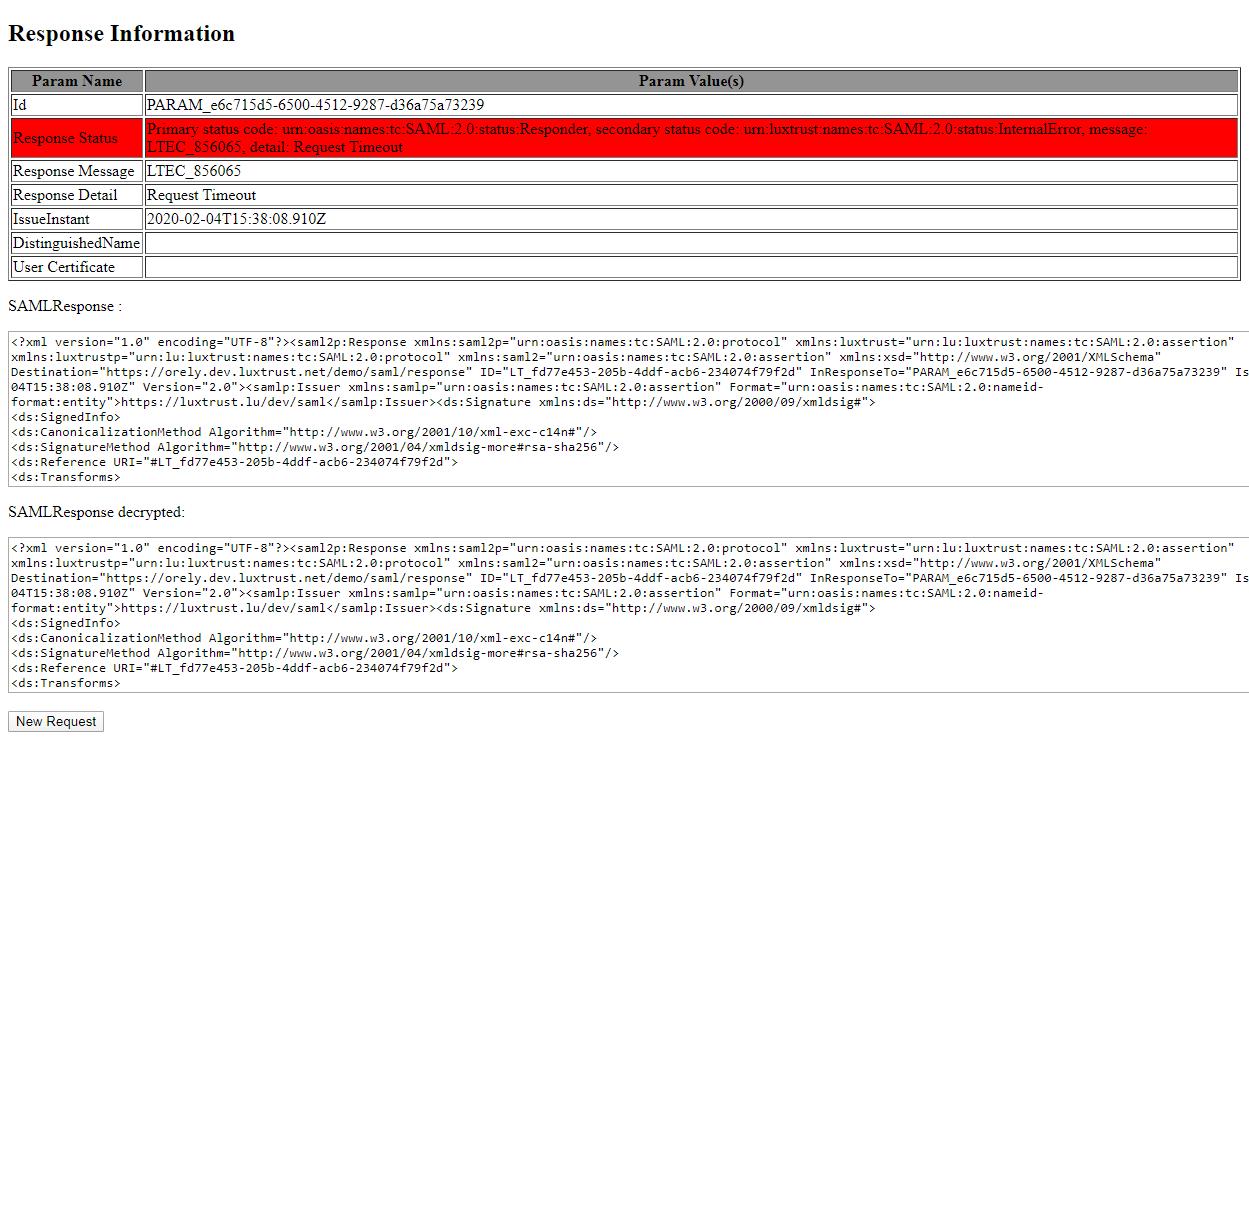 Response Information
Param Name Param Value(s)
Id PARAM_e6c715d5-6500-4512-9287-d36a75a73239
Response Status Primary status code: urn:oasis:names:tc:SAML:2.0:status:Responder, secondary status code: urn:luxtrust:names:tc:SAML:2.0:status:InternalError, message:
LTEC_856065, detail: Request Timeout
Response Message LTEC_856065
Response Detail Request Timeout
IssueInstant 2020-02-04T15:38:08.910Z
DistinguishedName
User Certificate
SAMLResponse :
<?xml version="1.0" encoding="UTF-8"?><saml2p:Response xmlns:saml2p="urn:oasis:names:tc:SAML:2.0:protocol" xmlns:luxtrust="urn:lu:luxtrust:names:tc:SAML:2.0:assertion"
xmlns:luxtrustp="urn:lu:luxtrust:names:tc:SAML:2.0:protocol" xmlns:saml2="urn:oasis:names:tc:SAML:2.0:assertion" xmlns:xsd="http://www.w3.org/2001/XMLSchema"
Destination="https://orely.dev.luxtrust.net/demo/saml/response" ID="LT_fd77e453-205b-4ddf-acb6-234074f79f2d" InResponseTo="PARAM_e6c715d5-6500-4512-9287-d36a75a73239" Is
04T15:38:08.910Z" Version="2.0"><samlp:Issuer xmlns:samlp="urn:oasis:names:tc:SAML:2.0:assertion" Format="urn:oasis:names:tc:SAML:2.0:nameid-
format:entity">https://luxtrust.lu/dev/saml</samlp:Issuer><ds:Signature xmlns:ds="http://www.w3.org/2000/09/xmldsig#">
<ds:SignedInfo>
<ds:CanonicalizationMethod Algorithm="http://www.w3.org/2001/10/xml-exc-c14n#"/>
<ds:SignatureMethod Algorithm="http://www.w3.org/2001/04/xmldsig-more#rsa-sha256"/>
<ds:Reference URI="#LT_fd77e453-205b-4ddf-acb6-234074f79f2d">
<ds:Transforms>
SAMLResponse decrypted:
<?xml version="1.0" encoding="UTF-8"?><saml2p:Response xmlns:saml2p="urn:oasis:names:tc:SAML:2.0:protocol" xmlns:luxtrust="urn:lu:luxtrust:names:tc:SAML:2.0:assertion"
xmlns:luxtrustp="urn:lu:luxtrust:names:tc:SAML:2.0:protocol" xmlns:saml2="urn:oasis:names:tc:SAML:2.0:assertion" xmlns:xsd="http://www.w3.org/2001/XMLSchema"
Destination="https://orely.dev.luxtrust.net/demo/saml/response" ID="LT_fd77e453-205b-4ddf-acb6-234074f79f2d" InResponseTo="PARAM_e6c715d5-6500-4512-9287-d36a75a73239" Is
04T15:38:08.910Z" Version="2.0"><samlp:Issuer xmlns:samlp="urn:oasis:names:tc:SAML:2.0:assertion" Format="urn:oasis:names:tc:SAML:2.0:nameid-
format:entity">https://luxtrust.lu/dev/saml</samlp:Issuer><ds:Signature xmlns:ds="http://www.w3.org/2000/09/xmldsig#">
<ds:SignedInfo>
<ds:CanonicalizationMethod Algorithm="http://www.w3.org/2001/10/xml-exc-c14n#"/>
<ds:SignatureMethod Algorithm="http://www.w3.org/2001/04/xmldsig-more#rsa-sha256"/>
<ds:Reference URI="#LT_fd77e453-205b-4ddf-acb6-234074f79f2d">
<ds:Transforms>
New Request